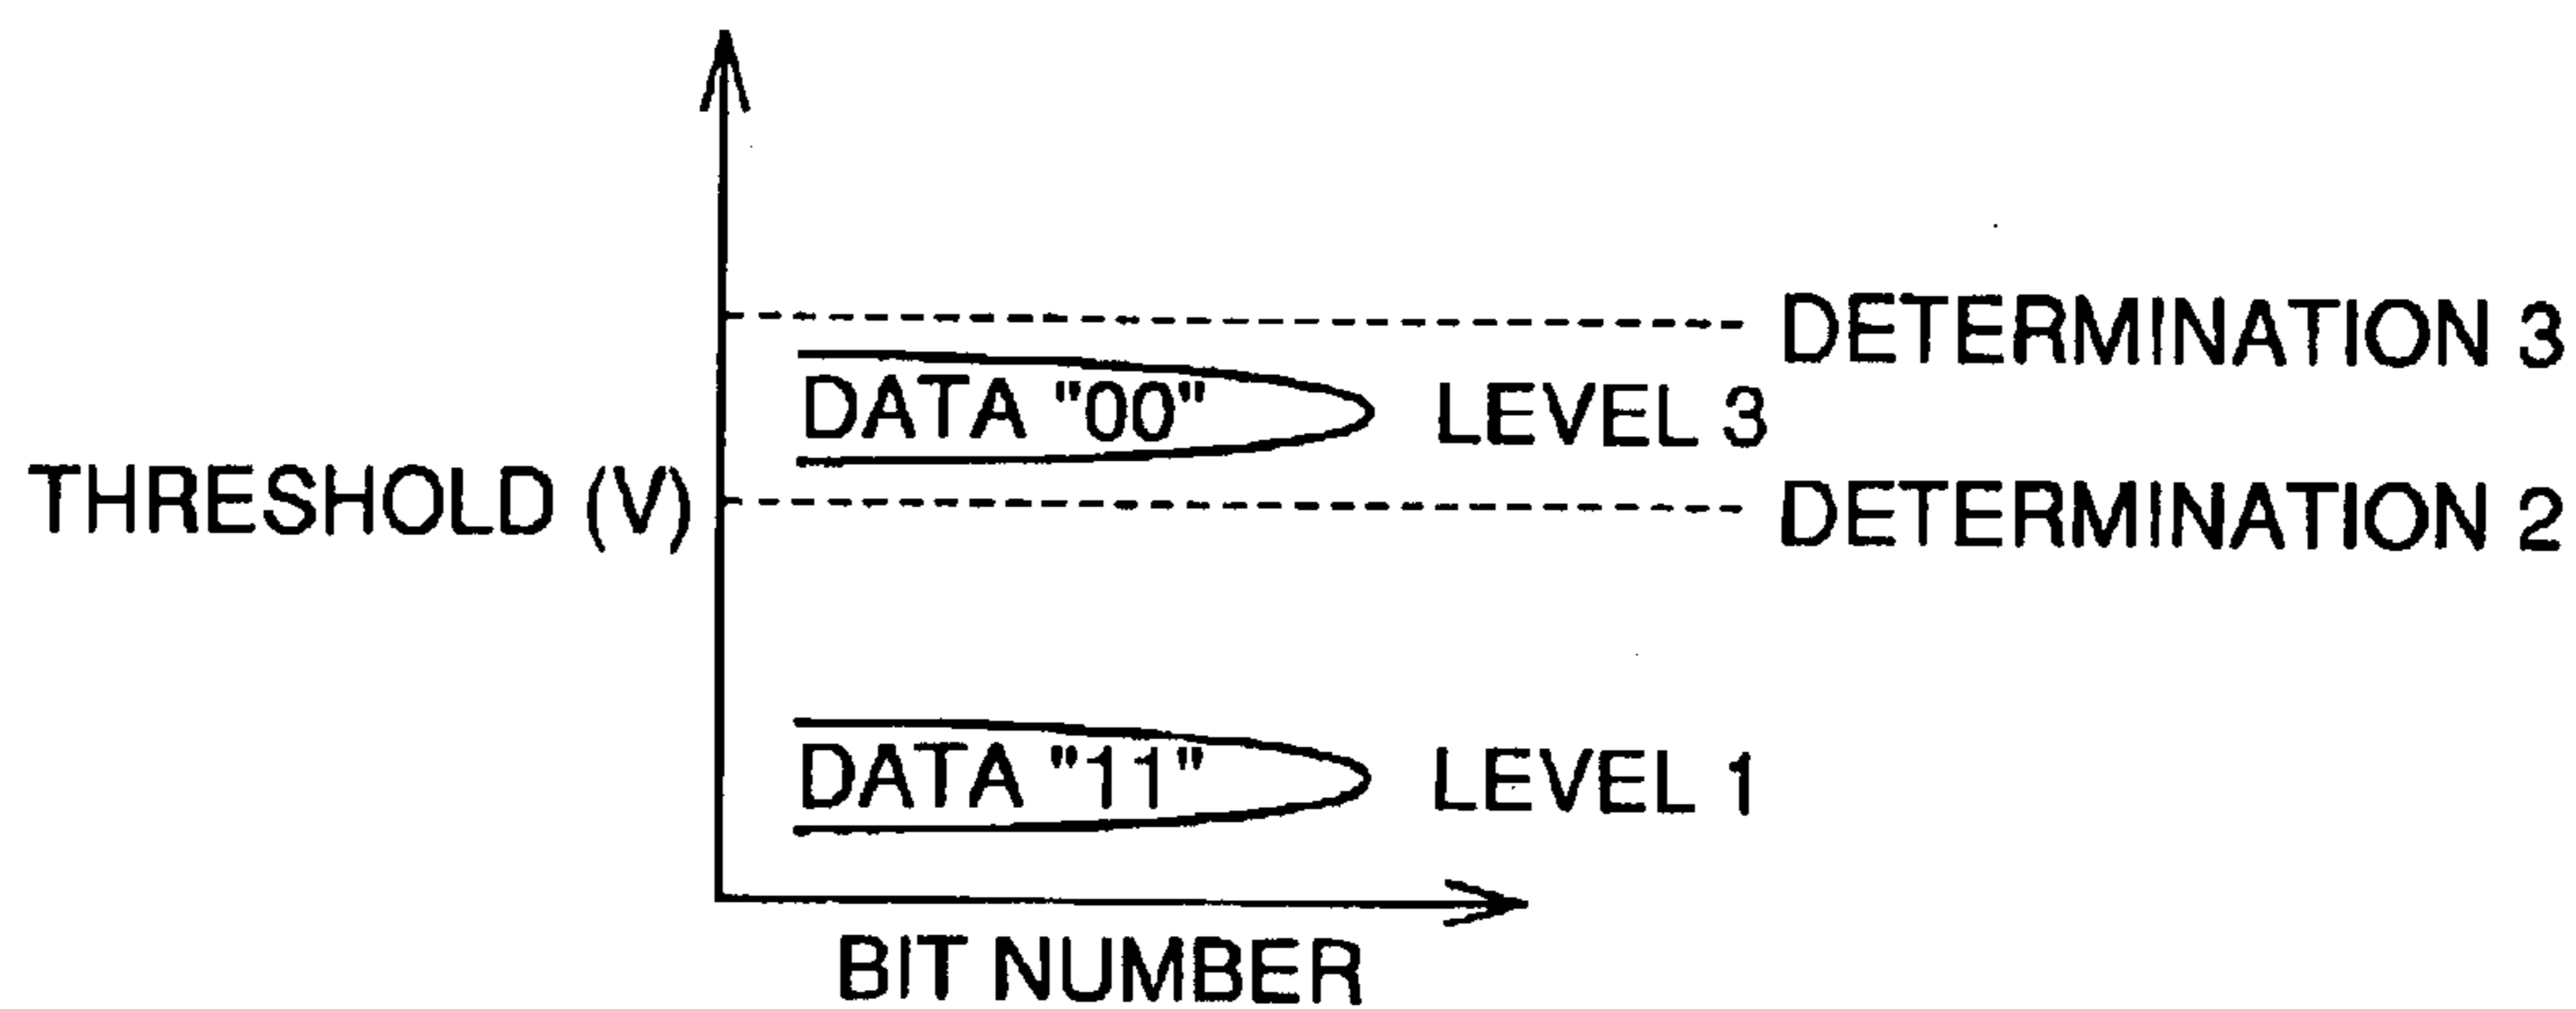 DETERMINATION 3
DATA "00" LEVEL 3
THRESHOLD (V)
DETERMINATION 2
DATA "11" LEVEL 1
BIT NUMBER